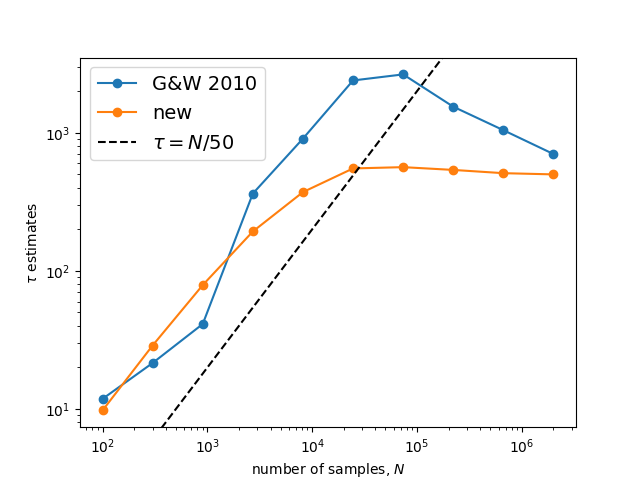 G&W 2010
new
τ = N/50
τ estimates
10³
10²
10¹
10² 10³ 10⁴ 10⁵ 10⁶
number of samples, N